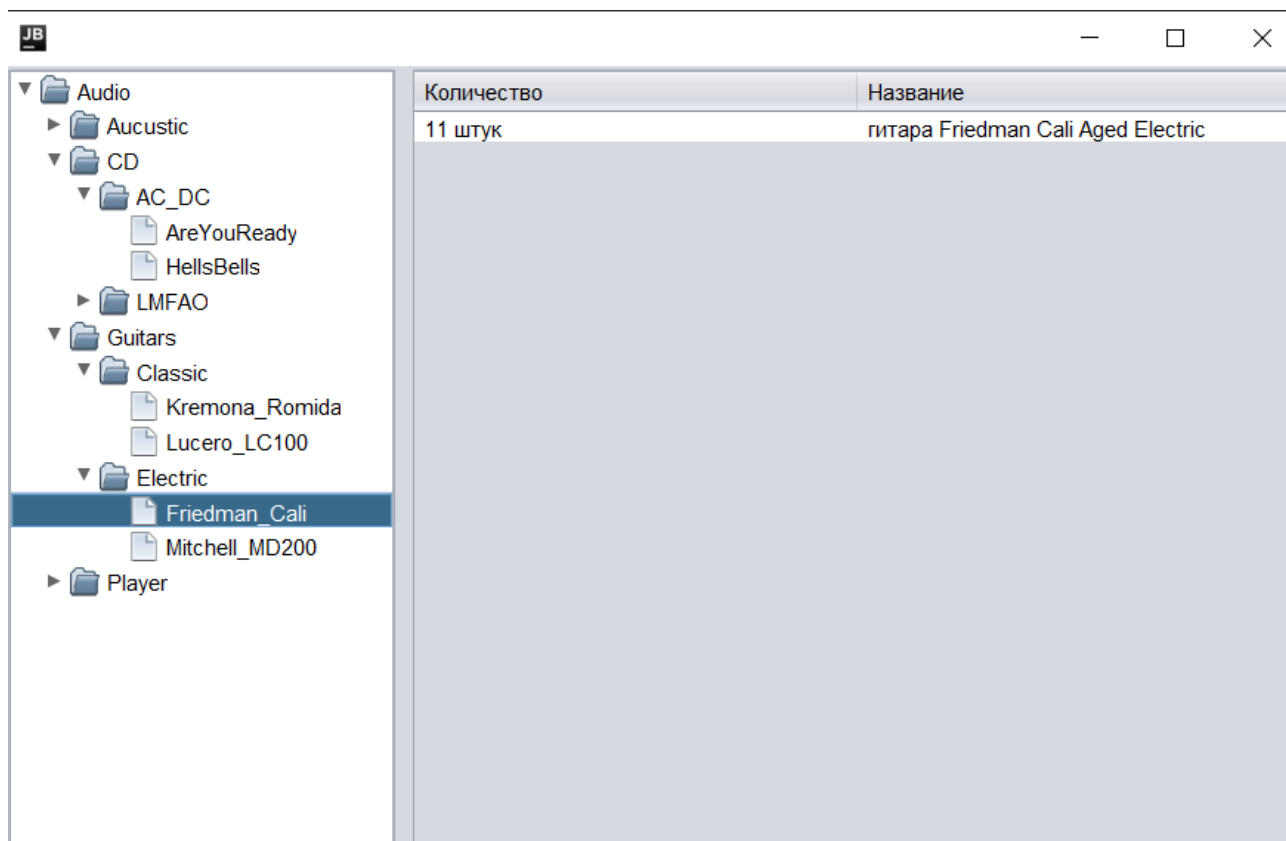 JB
Audio
Aucustic
CD
AC_DC
AreYouReady
HellsBells
LMFAO
Guitars
Classic
Kremona_Romida
Lucero_LC100
Electric
Friedman_Cali
Mitchell_MD200
Player
Количество Название
11 штук гитара Friedman Cali Aged Electric